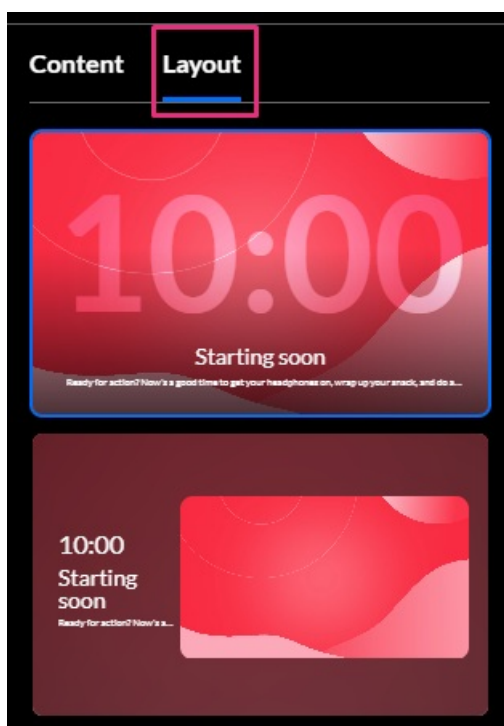 Content Layout
10:00
Starting soon
Ready for action? Now's a good time to get your headphones on, wrap up your snack, and do a...
10:00
Starting
soon
Ready for action? Now's a...